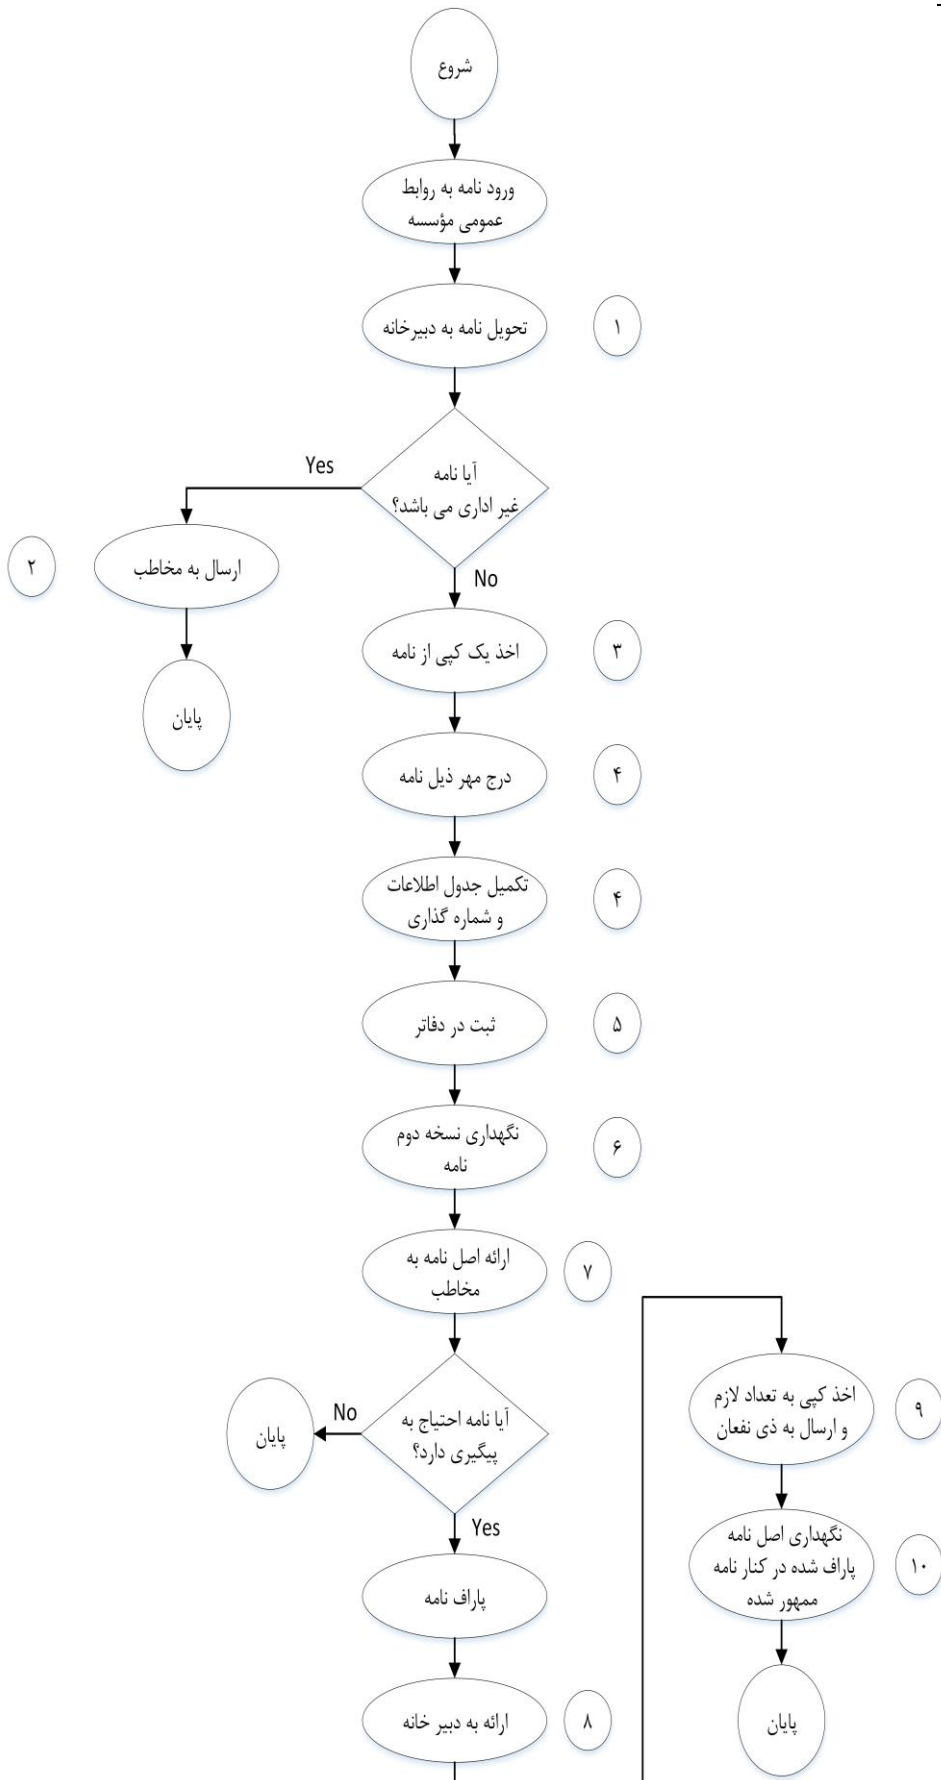 شروع
ورود نامه به روابط
عمومی مؤسسه
تحویل نامه به دبیرخانه
۱
آیا نامه
غیر اداری می باشد؟
Yes
ارسال به مخاطب
۲
پایان
No
اخذ یک کپی از نامه
۳
درج مهر ذیل نامه
۴
تکمیل جدول اطلاعات
و شماره گذاری
۴
ثبت در دفاتر
۵
نگهداری نسخه دوم
نامه
۶
ارائه اصل نامه به
مخاطب
۷
آیا نامه احتیاج به
پیگیری دارد؟
No
پایان
Yes
پاراف نامه
ارائه به دبیر خانه
۸
اخذ کپی به تعداد لازم
و ارسال به ذی نفعان
۹
نگهداری اصل نامه
پاراف شده در کنار نامه
ممهور شده
۱۰
پایان